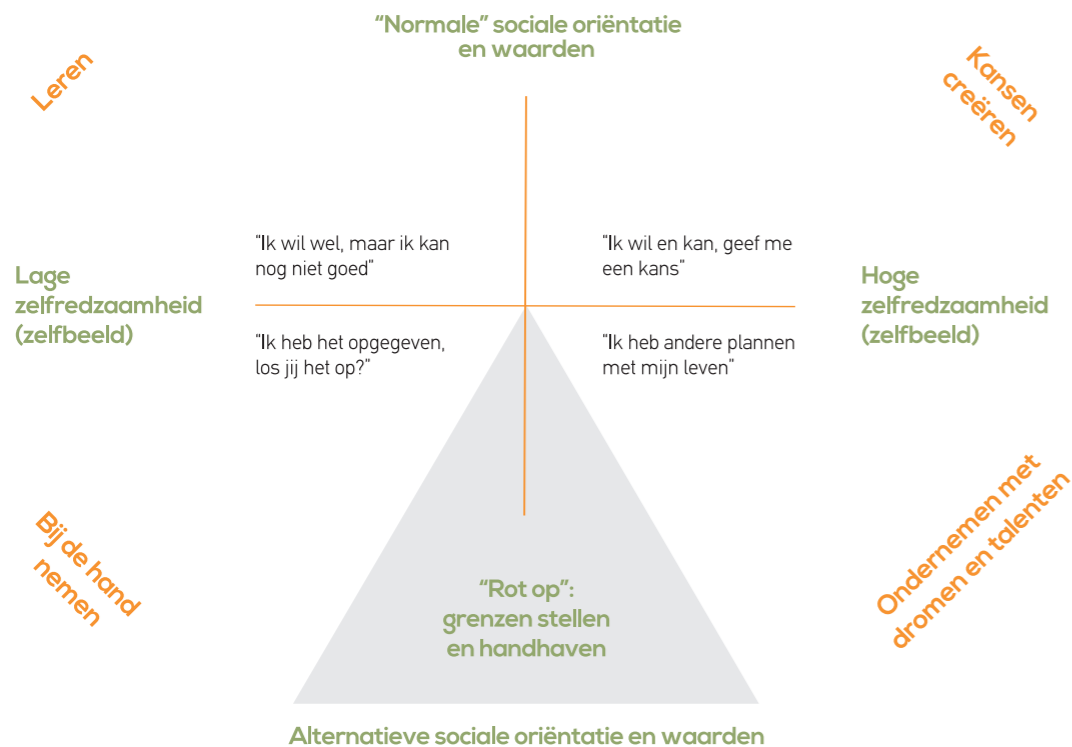 “Normale” sociale oriëntatie
en waarden
Leren
Kansen
creëren
"Ik wil wel, maar ik kan
nog niet goed"
"Ik wil en kan, geef me
een kans"
Lage
zelfredzaamheid
(zelfbeeld)
Hoge
zelfredzaamheid
(zelfbeeld)
"Ik heb het opgegeven,
los jij het op?"
"Ik heb andere plannen
met mijn leven"
Bij de hand
nemen
Ondernemen met
dromen en talenten
“Rot op”:
grenzen stellen
en handhaven
Alternatieve sociale oriëntatie en waarden